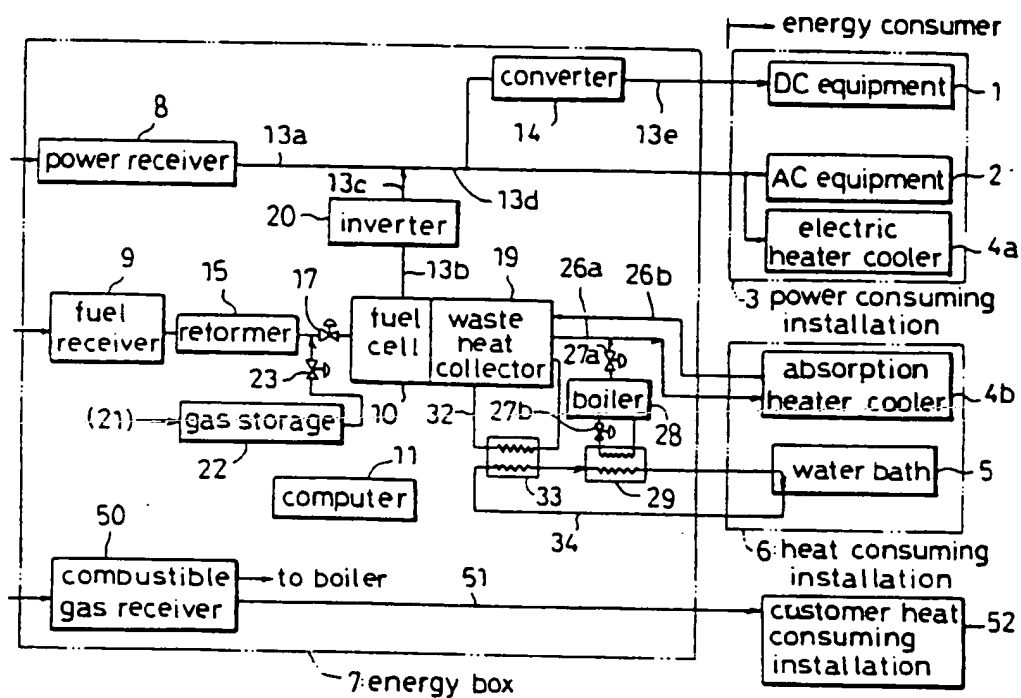 energy consumer
converter
DC equipment
1
8
14
13e
13a
power receiver
13c
13d
AC equipment
2
20
inverter
electric
heater cooler
4a
9
15
17
13b
19
26a
26b
3 power consuming
installation
fuel
receiver
reformer
fuel
cell
waste
heat
collector
27a
absorption
heater cooler
4b
23
10
32
boiler
27b
28
(21)
gas storage
22
11
computer
33
29
water bath
5
34
6: heat consuming
installation
50
combustible
gas receiver
to boiler
51
customer heat
consuming
installation
52
7: energy box